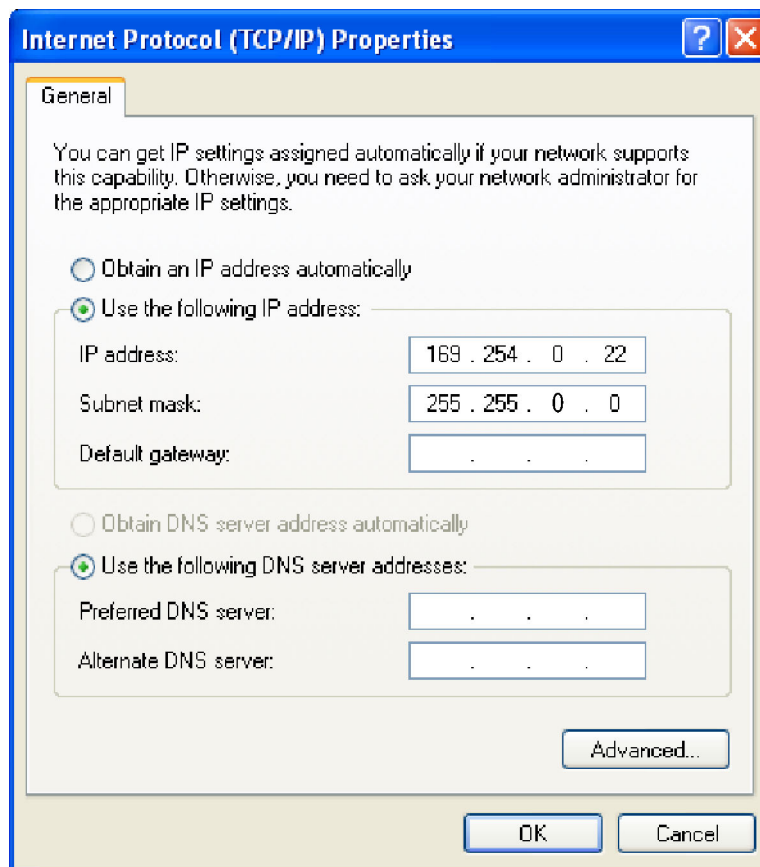 Internet Protocol (TCP/IP) Properties
General
You can get IP settings assigned automatically if your network supports
this capability. Otherwise, you need to ask your network administrator for
the appropriate IP settings.
Obtain an IP address automatically
Use the following IP address:
IP address: 169 . 254 . 0 . 22
Subnet mask: 255 . 255 . 0 . 0
Default gateway: . . .
Obtain DNS server address automatically
Use the following DNS server addresses:
Preferred DNS server: . . .
Alternate DNS server: . . .
Advanced...
OK Cancel